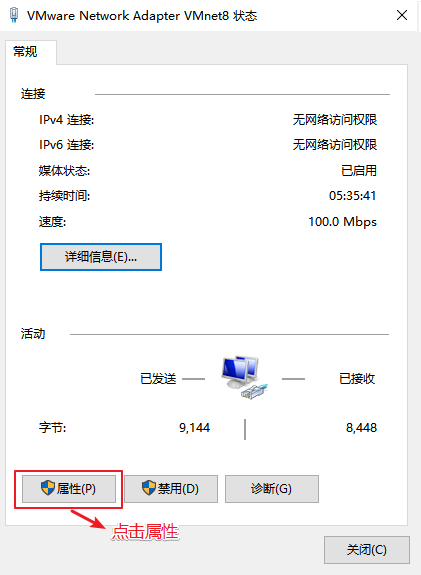 VMware Network Adapter VMnet8 状态
常规
连接
IPv4 连接: 无网络访问权限
IPv6 连接: 无网络访问权限
媒体状态: 已启用
持续时间: 05:35:41
速度: 100.0 Mbps
详细信息(E)...
活动
已发送 已接收
字节: 9,144 8,448
属性(P) 禁用(D) 诊断(G)
点击属性
关闭(C)